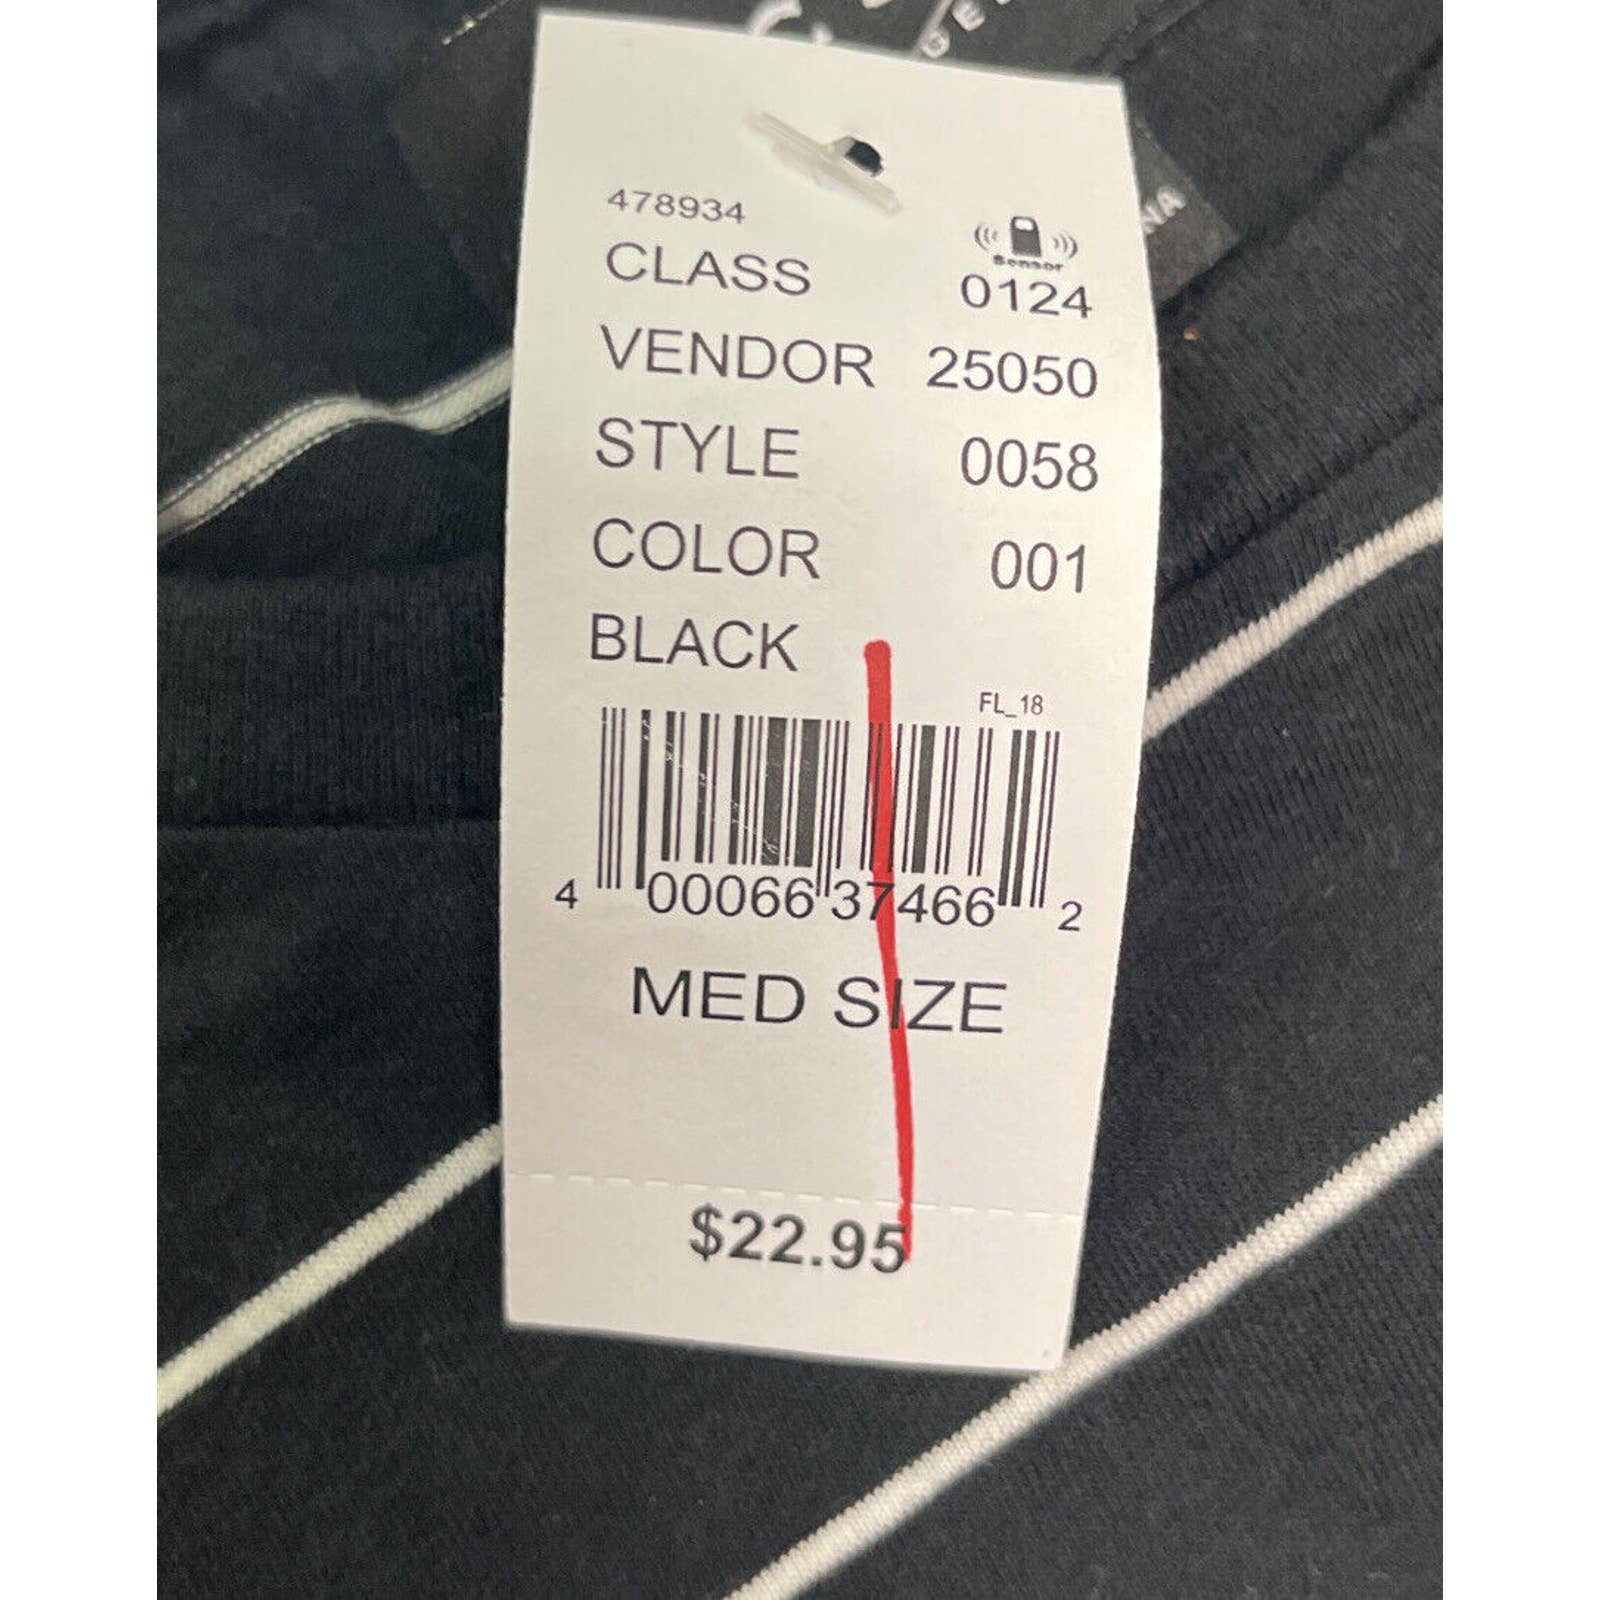 478934
Sensor
CLASS 0124
VENDOR 25050
STYLE 0058
COLOR 001
BLACK
FL_18
4 00066 37466 2
MED SIZE
$22.95